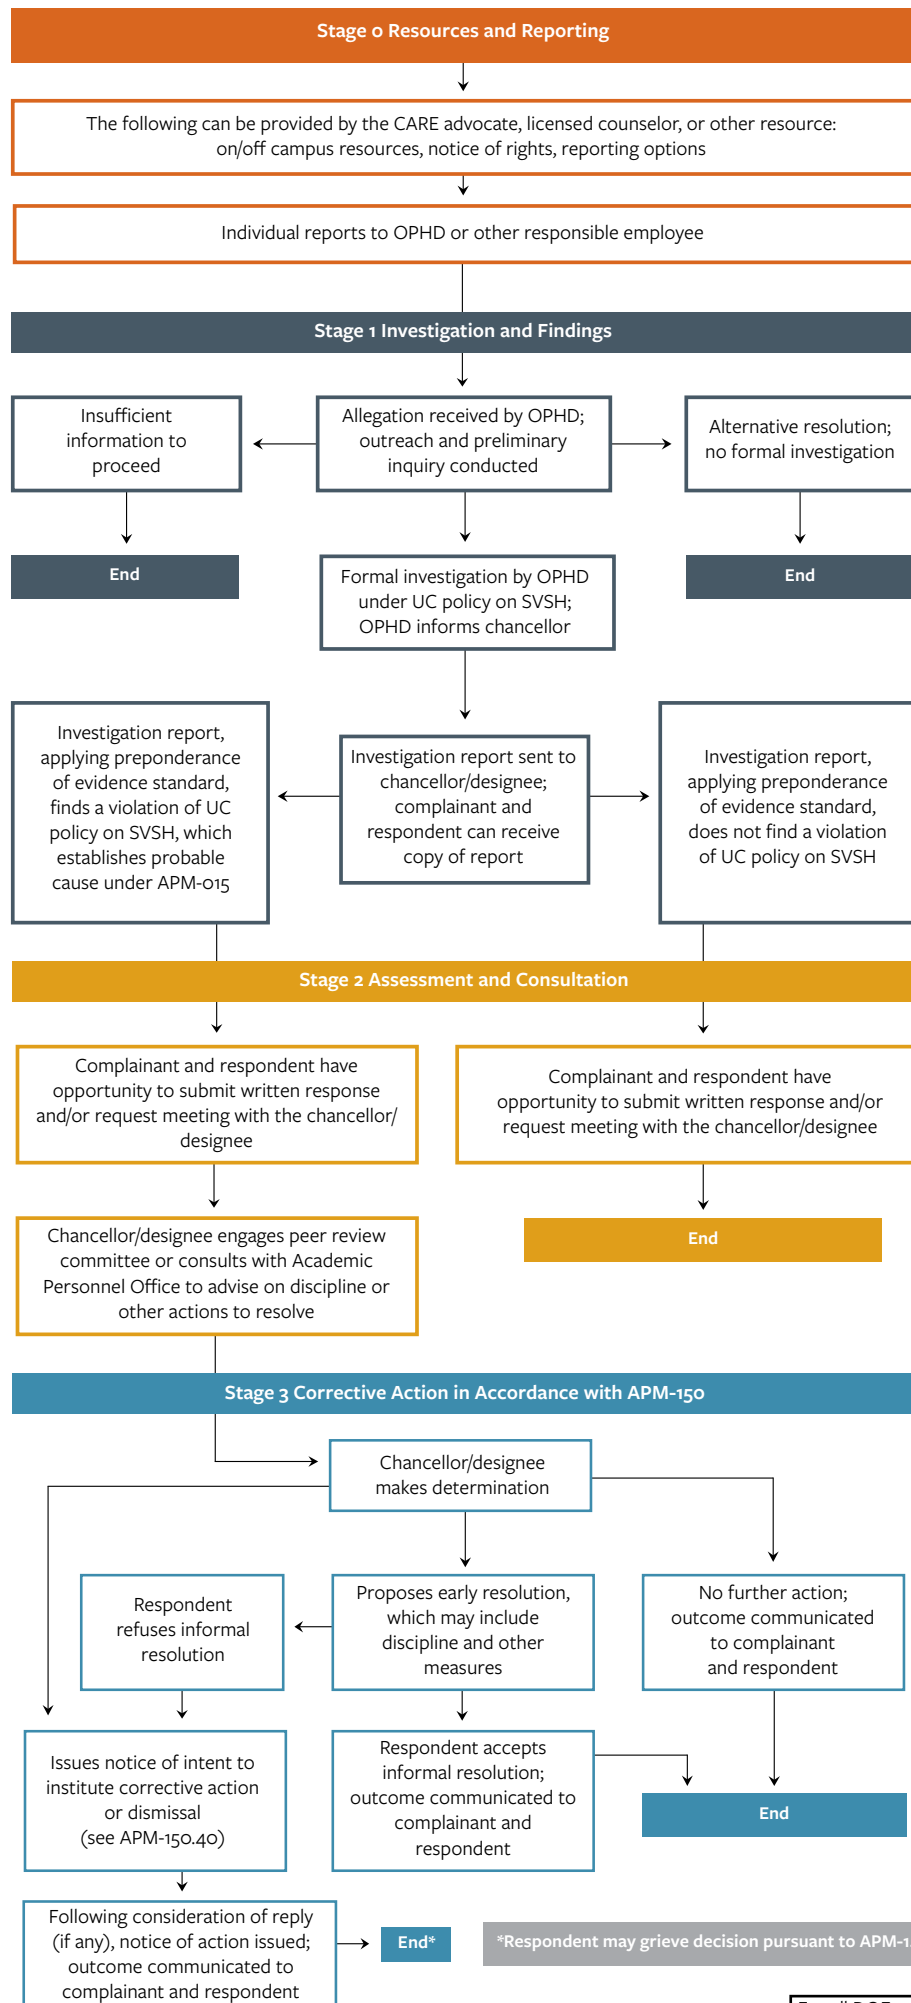 Stage 0 Resources and Reporting
The following can be provided by the CARE advocate, licensed counselor, or other resource:
on/off campus resources, notice of rights, reporting options
Individual reports to OPHD or other responsible employee
Stage 1 Investigation and Findings
Insufficient
information to
proceed
Allegation received by OPHD;
outreach and preliminary
inquiry conducted
Alternative resolution;
no formal investigation
End
Formal investigation by OPHD
under UC policy on SVSH;
OPHD informs chancellor
End
Investigation report,
applying preponderance
of evidence standard,
finds a violation of UC
policy on SVSH, which
establishes probable
cause under APM-015
Investigation report sent to
chancellor/designee;
complainant and
respondent can receive
copy of report
Investigation report,
applying preponderance
of evidence standard,
does not find a violation
of UC policy on SVSH
Stage 2 Assessment and Consultation
Complainant and respondent have
opportunity to submit written response
and/or request meeting with the chancellor/
designee
Complainant and respondent have
opportunity to submit written response and/or
request meeting with the chancellor/designee
Chancellor/designee engages peer review
committee or consults with Academic
Personnel Office to advise on discipline or
other actions to resolve
End
Stage 3 Corrective Action in Accordance with APM-150
Chancellor/designee
makes determination
Respondent
refuses informal
resolution
Proposes early resolution,
which may include
discipline and other
measures
No further action;
outcome communicated
to complainant
and respondent
Issues notice of intent to
institute corrective action
or dismissal
(see APM-150.40)
Respondent accepts
informal resolution;
outcome communicated to
complainant and
respondent
End
Following consideration of reply
(if any), notice of action issued;
outcome communicated to
complainant and respondent
End*
*Respondent may grieve decision pursuant to APM-1